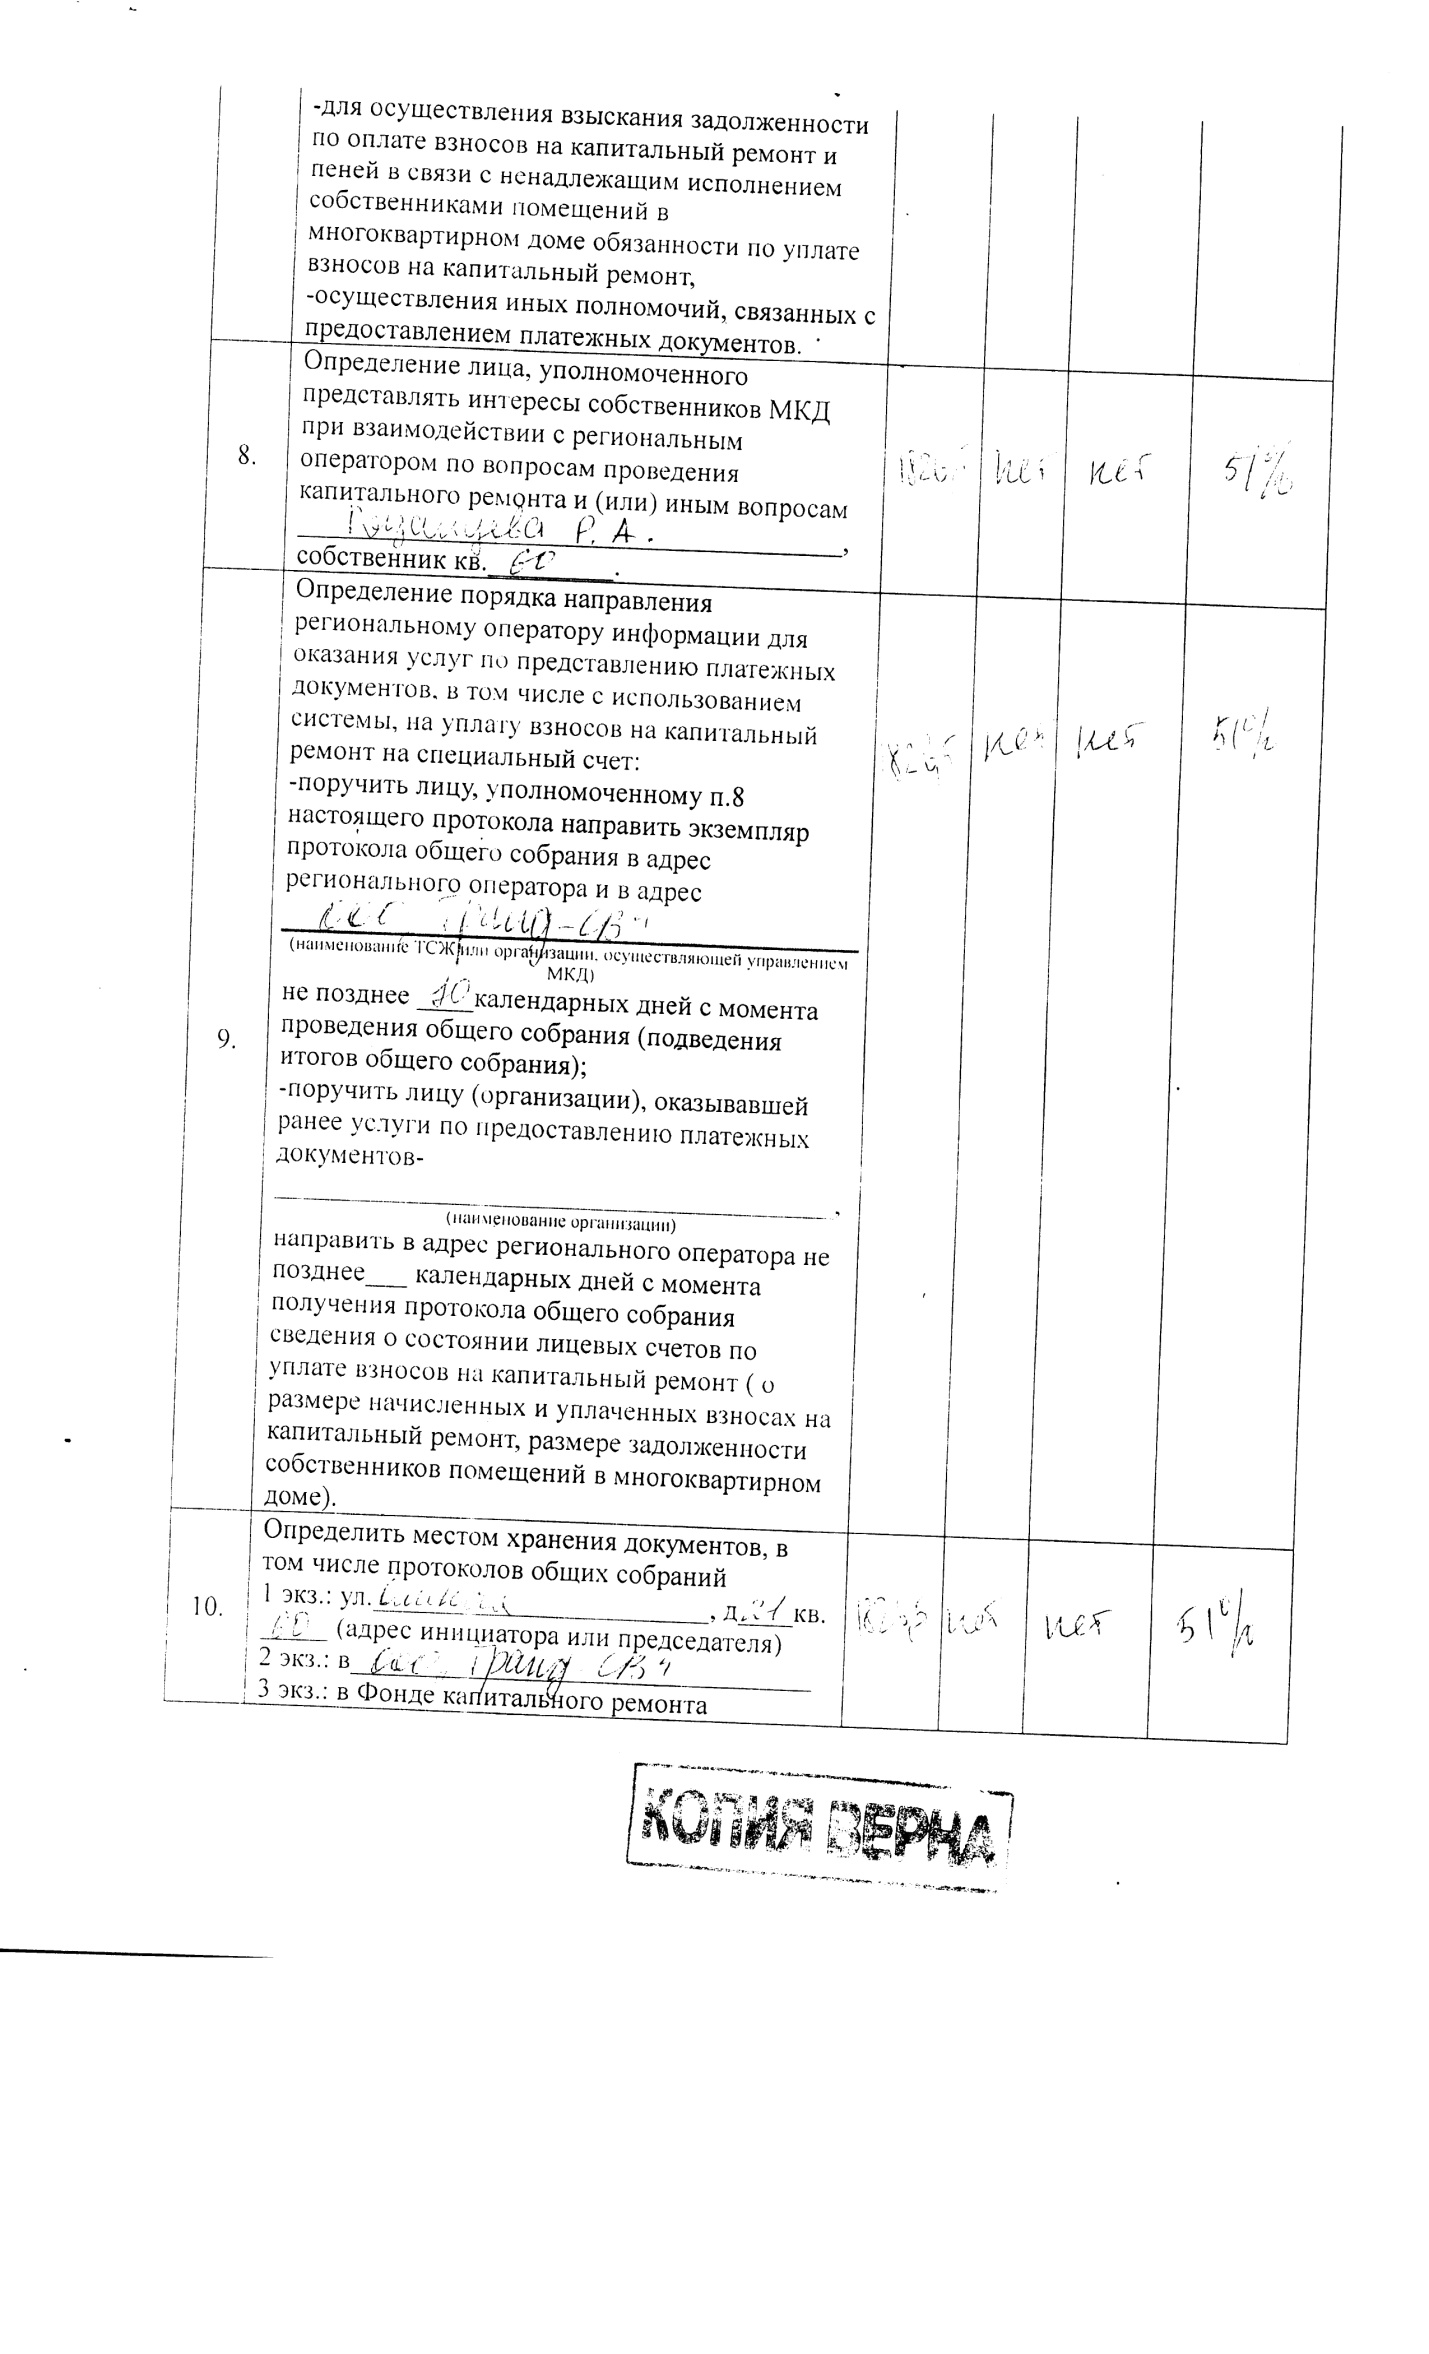 -для осуществления взыскания задолженности
по оплате взносов на капитальный ремонт и
пеней в связи с ненадлежащим исполнением
собственниками помещений в
многоквартирном доме обязанности по уплате
взносов на капитальный ремонт,
-осуществления иных полномочий, связанных с
предоставлением платежных документов.
8.
Определение лица, уполномоченного
представлять интересы собственников МКД
при взаимодействии с региональным
оператором по вопросам проведения
капитального ремонта и (или) иным вопросам
Р. А. ,
собственник кв. 60 .
нет нет 51%
9.
Определение порядка направления
региональному оператору информации для
оказания услуг по представлению платежных
документов, в том числе с использованием
системы, на уплату взносов на капитальный
ремонт на специальный счет:
-поручить лицу, уполномоченному п.8
настоящего протокола направить экземпляр
протокола общего собрания в адрес
регионального оператора и в адрес
ООО "Гранд-СВ"
(наименование ТСЖ или организации, осуществляющей управлением
МКД)
не позднее 10 календарных дней с момента
проведения общего собрания (подведения
итогов общего собрания);
-поручить лицу (организации), оказывавшей
ранее услуги по предоставлению платежных
документов-
,
(наименование организации)
направить в адрес регионального оператора не
позднее___ календарных дней с момента
получения протокола общего собрания
сведения о состоянии лицевых счетов по
уплате взносов на капитальный ремонт ( о
размере начисленных и уплаченных взносах на
капитальный ремонт, размере задолженности
собственников помещений в многоквартирном
доме).
нет нет 51%
10.
Определить местом хранения документов, в
том числе протоколов общих собраний
1 экз.: ул. , д. 21 кв.
60 (адрес инициатора или председателя)
2 экз.: в ООО "Гранд-СВ"
3 экз.: в Фонде капитального ремонта
нет нет 51%
КОПИЯ ВЕРНА